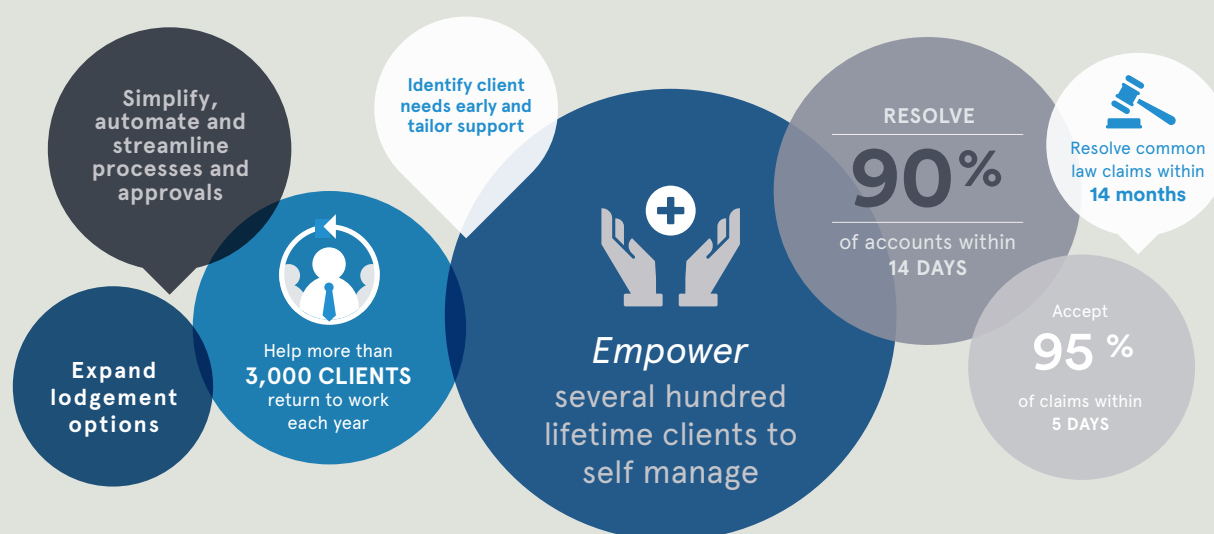 Simplify,
automate and
streamline
processes and
approvals
Expand
lodgement
options
Help more than
3,000 CLIENTS
return to work
each year
Identify client
needs early and
tailor support
Empower
several hundred
lifetime clients to
self manage
RESOLVE
90%
of accounts within
14 DAYS
Resolve common
law claims within
14 months
Accept
95 %
of claims within
5 DAYS